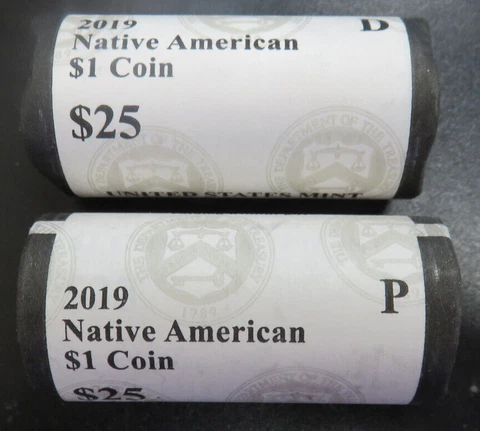 2019 D
Native American
$1 Coin
$25
UNITED STATES MINT
2019 P
Native American
$1 Coin
$25